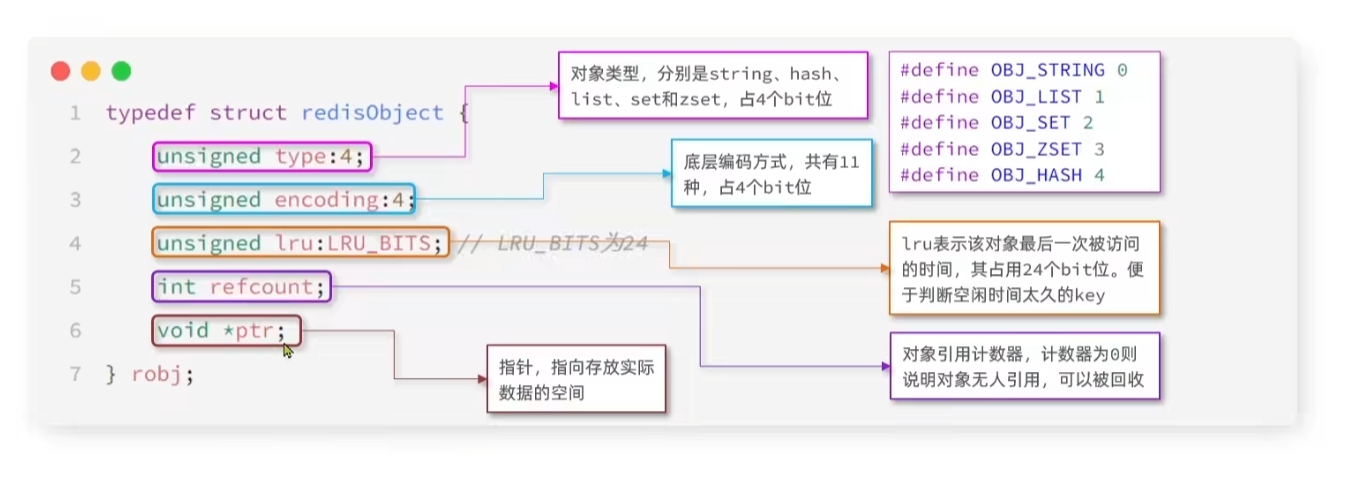 1 typedef struct redisObject {
2 unsigned type:4;
3 unsigned encoding:4;
4 unsigned lru:LRU_BITS; // LRU_BITS为24
5 int refcount;
6 void *ptr;
7 } robj;
对象类型，分别是string、hash、
list、set和zset，占4个bit位
#define OBJ_STRING 0
#define OBJ_LIST 1
#define OBJ_SET 2
#define OBJ_ZSET 3
#define OBJ_HASH 4
底层编码方式，共有11
种，占4个bit位
lru表示该对象最后一次被访问
的时间，其占用24个bit位。便
于判断空闲时间太久的key
对象引用计数器，计数器为0则
说明对象无人引用，可以被回收
指针，指向存放实际
数据的空间